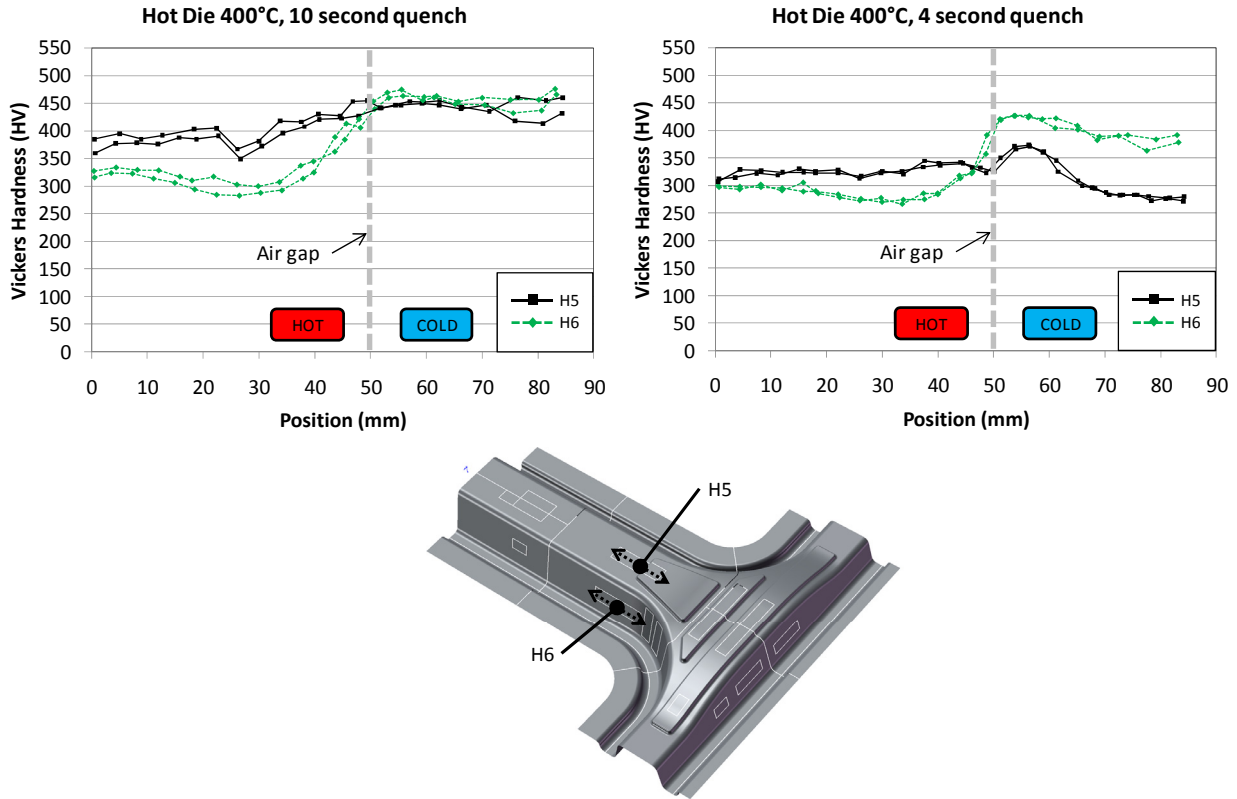 Hot Die 400°C, 10 second quench
550
500
450
400
350
300
250
200
150
100
50
0
Vickers Hardness (HV)
Air gap
HOT
COLD
H5
H6
0 10 20 30 40 50 60 70 80 90
Position (mm)
Hot Die 400°C, 4 second quench
550
500
450
400
350
300
250
200
150
100
50
0
Vickers Hardness (HV)
Air gap
HOT
COLD
H5
H6
0 10 20 30 40 50 60 70 80 90
Position (mm)
H5
H6